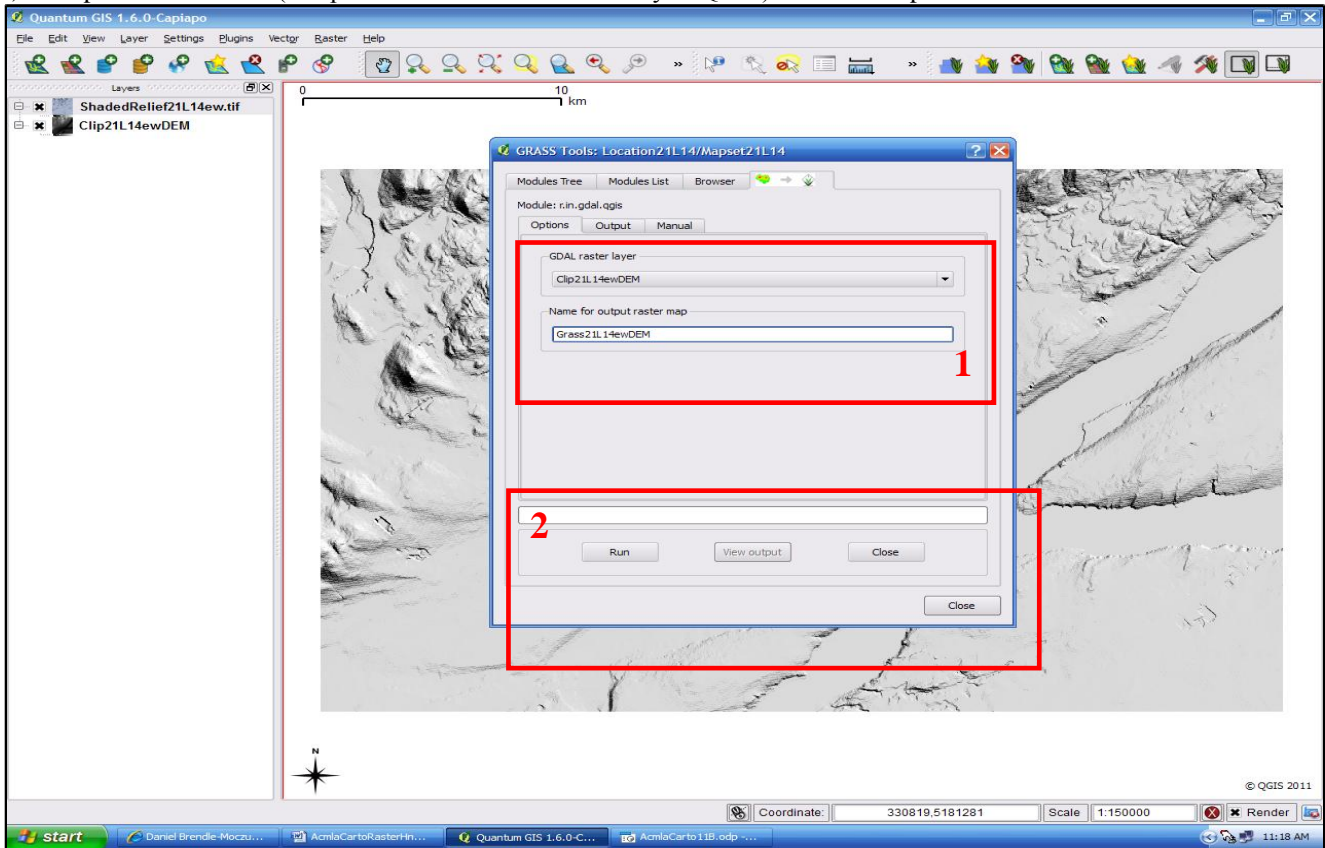 Quantum GIS 1.6.0-Capiapo
File Edit View Layer Settings Plugins Vector Raster Help
Layers
ShadedRelief21L14ew.tif
Clip21L14ewDEM
0 10
km
GRASS Tools: Location21L14/Mapset21L14
Modules Tree Modules List Browser
Module: r.in.gdal.qgis
Options Output Manual
GDAL raster layer
Clip21L14ewDEM
Name for output raster map
Grass21L14ewDEM
1
2
Run View output Close
Close
N
© QGIS 2011
Coordinate: 330819,5181281 Scale 1:150000 Render
start Daniel Brendle-Moczu... AcmlaCartoRasterHn... Quantum GIS 1.6.0-C... AcmlaCarto11B.odp -... 11:18 AM